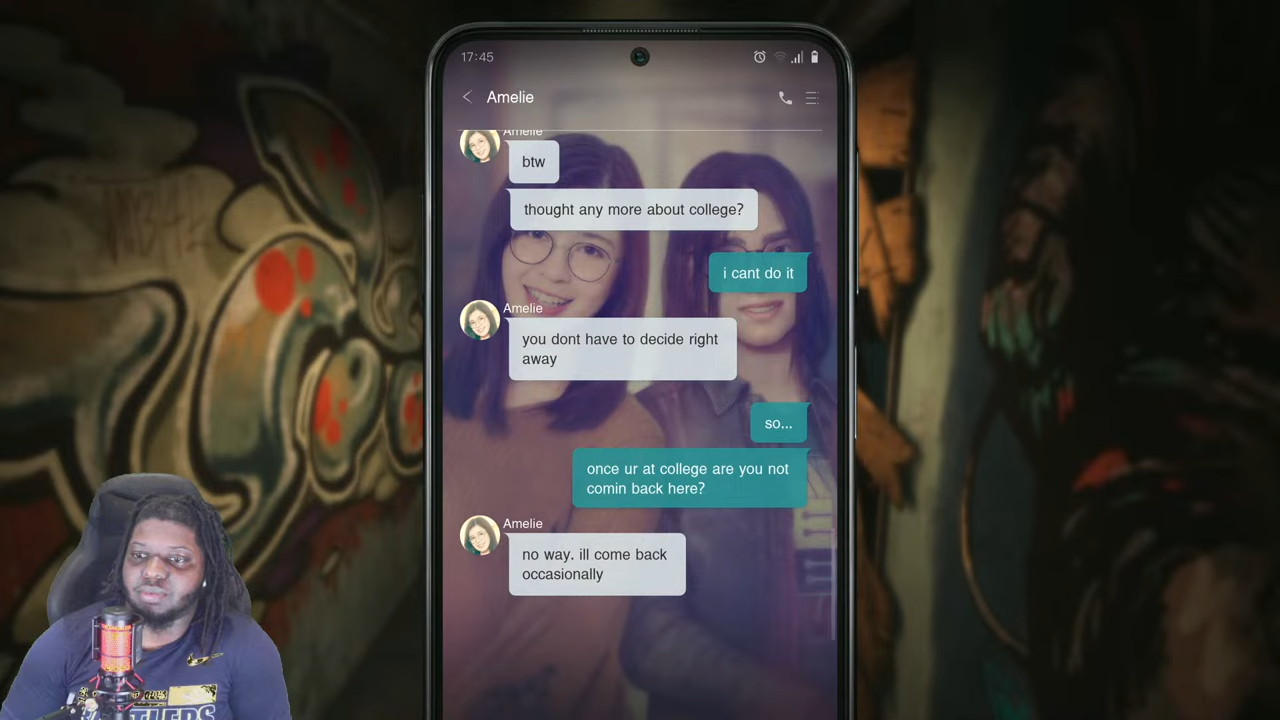 17:45
Amelie
Amelie
btw
thought any more about college?
i cant do it
Amelie
you dont have to decide right
away
so...
once ur at college are you not
comin back here?
Amelie
no way. ill come back
occasionally